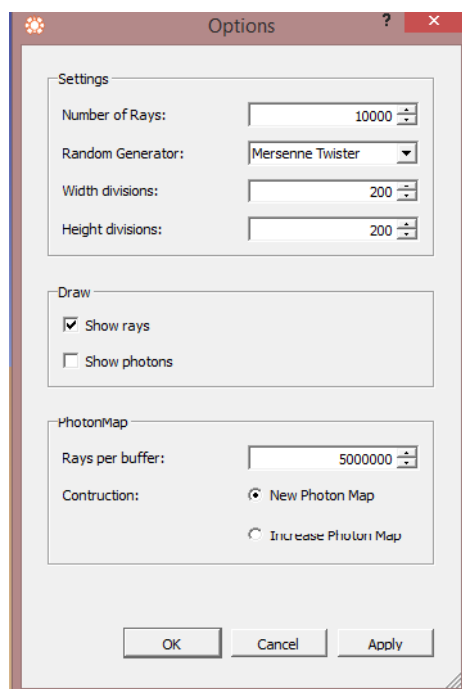 Options ?
Settings
Number of Rays: 10000
Random Generator: Mersenne Twister
Width divisions: 200
Height divisions: 200
Draw
Show rays
Show photons
PhotonMap
Rays per buffer: 5000000
Contruction: New Photon Map
Increase Photon Map
OK Cancel Apply